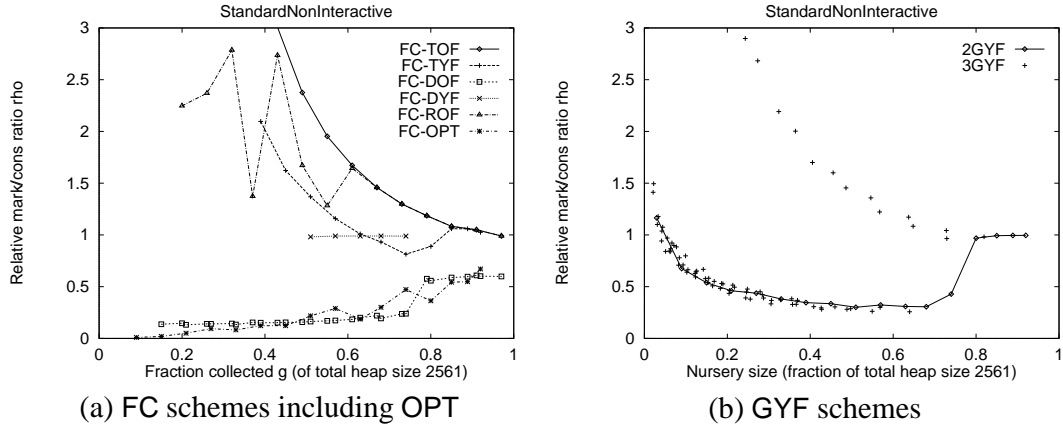 StandardNonInteractive
Relative mark/cons ratio rho
3
2.5
2
1.5
1
0.5
0
FC-TOF
FC-TYF
FC-DOF
FC-DYF
FC-ROF
FC-OPT
0 0.2 0.4 0.6 0.8 1
Fraction collected g (of total heap size 2561)
(a) FC schemes including OPT
StandardNonInteractive
Relative mark/cons ratio rho
3
2.5
2
1.5
1
0.5
0
2GYF
3GYF
0 0.2 0.4 0.6 0.8 1
Nursery size (fraction of total heap size 2561)
(b) GYF schemes